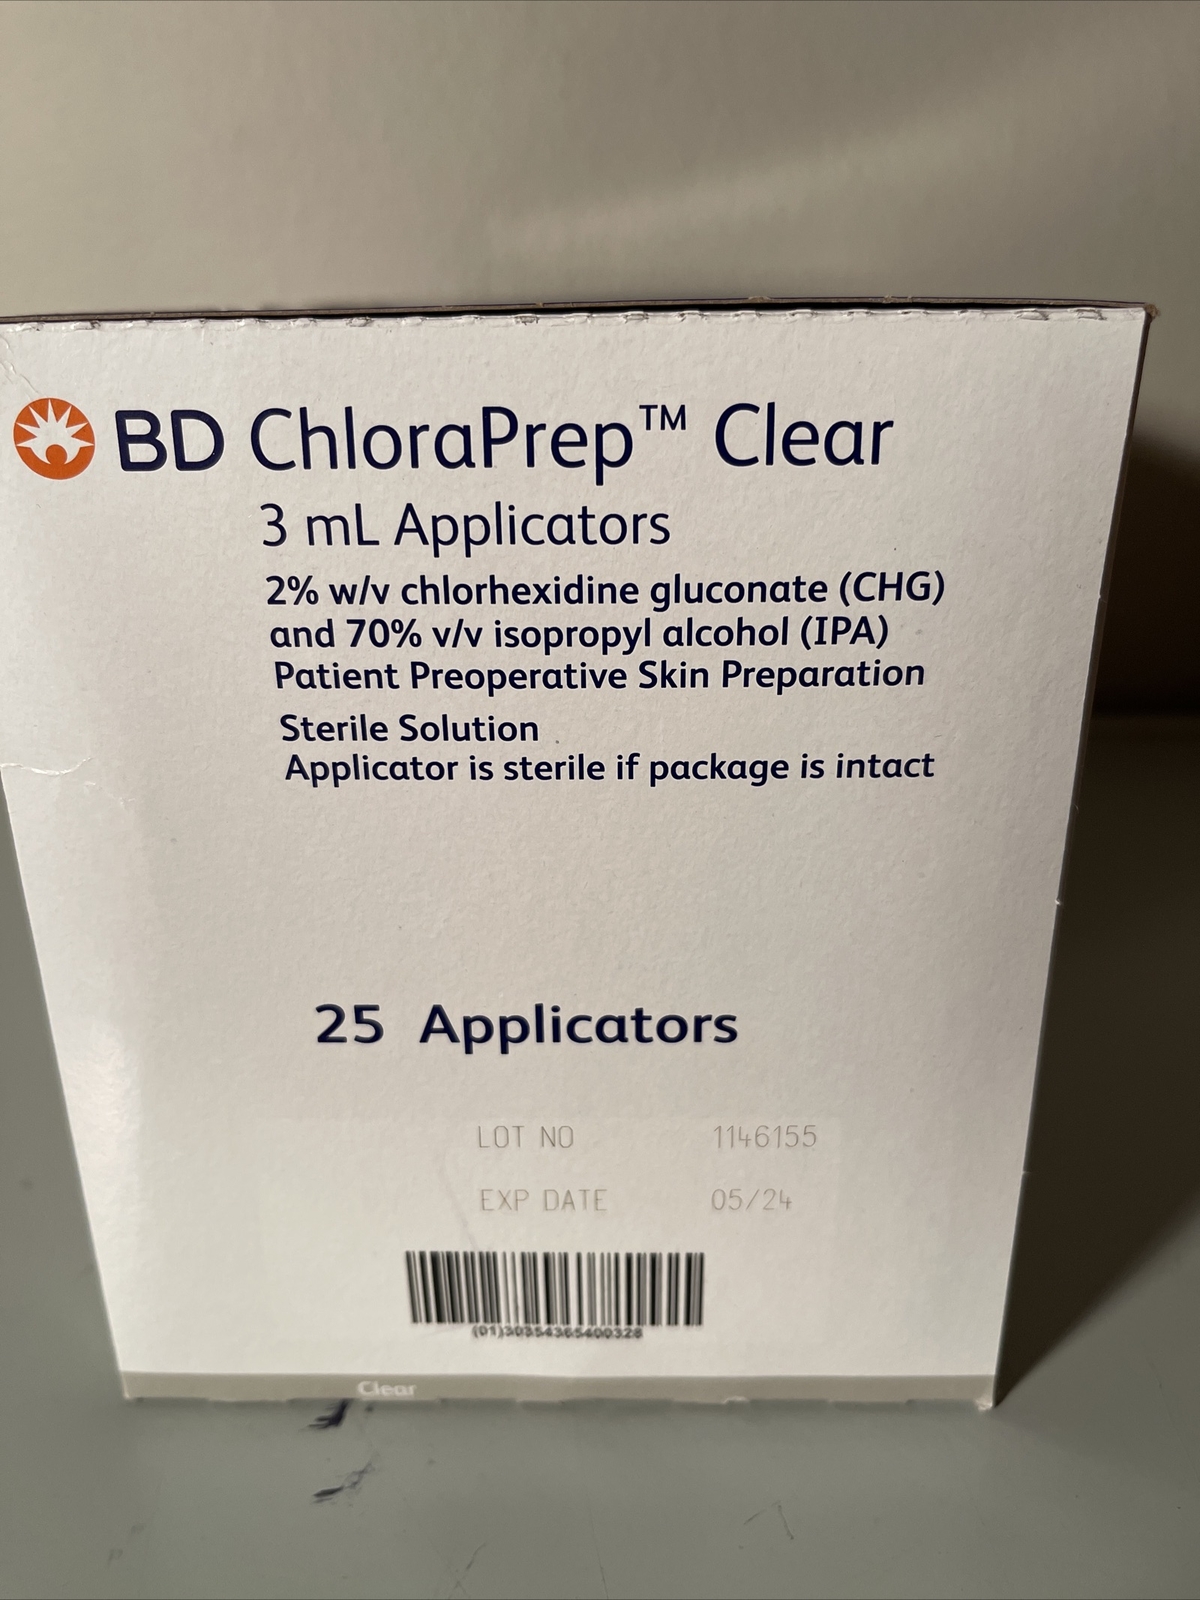 BD ChloraPrep™ Clear
3 mL Applicators
2% w/v chlorhexidine gluconate (CHG)
and 70% v/v isopropyl alcohol (IPA)
Patient Preoperative Skin Preparation
Sterile Solution
Applicator is sterile if package is intact
25 Applicators
LOT NO 1146155
EXP DATE 05/24
(01)30354365400328
Clear